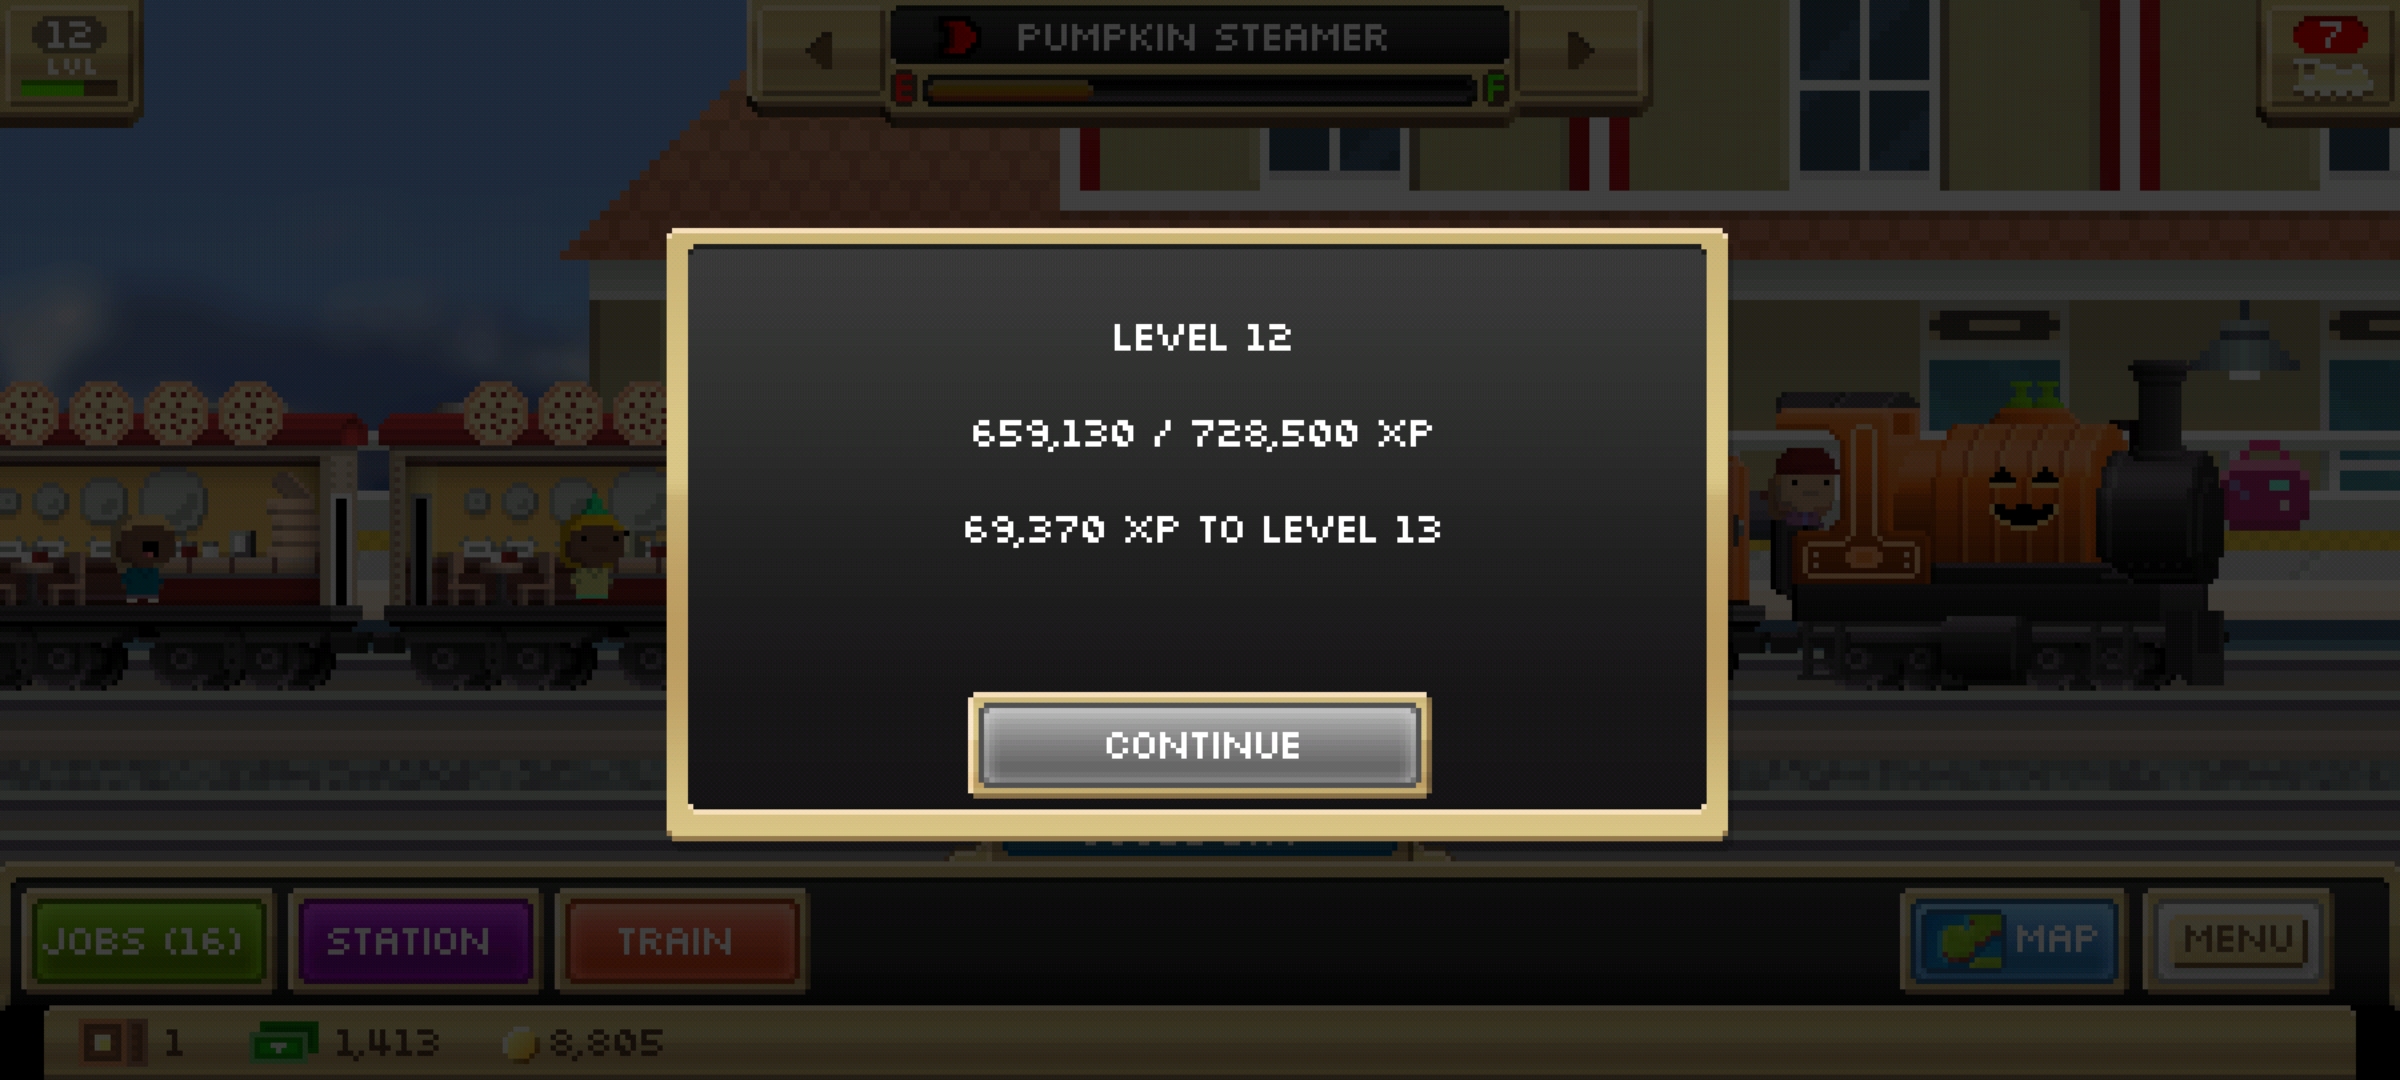 12
LVL
PUMPKIN STEAMER
E
F
7
LEVEL 12
659,130 / 728,500 XP
69,370 XP TO LEVEL 13
CONTINUE
JOBS (16)
STATION
TRAIN
MAP
MENU
1
1,413
8,805